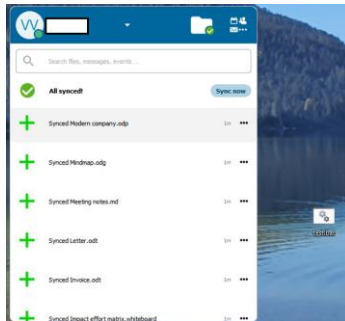 W
Search files, messages, events ...
All synced!
Sync now
Synced Modern company.odp
1m
Synced Mindmap.odg
1m
Synced Meeting notes.md
1m
Synced Letter.odt
1m
Synced Invoice.odt
1m
Synced Impact effort matrix.whiteboard
1m